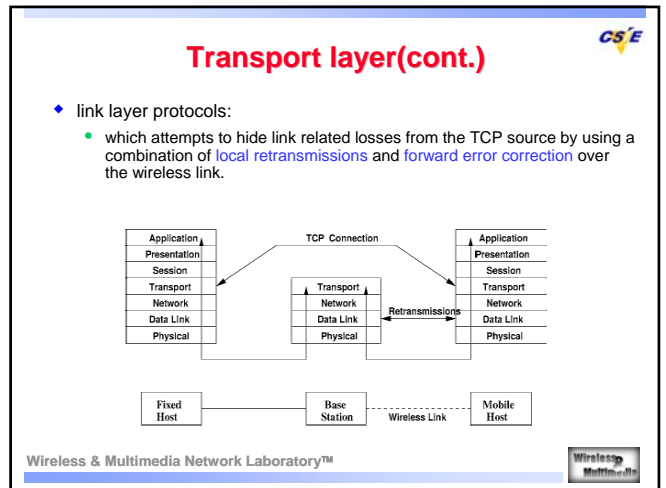 CS/E
Transport layer(cont.)
link layer protocols:
which attempts to hide link related losses from the TCP source by using a
combination of local retransmissions and forward error correction over
the wireless link.
Application
Presentation
Session
Transport
Network
Data Link
Physical
TCP Connection
Transport
Network
Data Link
Physical
Retransmissions
Application
Presentation
Session
Transport
Network
Data Link
Physical
Fixed
Host
Base
Station
Wireless Link
Mobile
Host
Wireless & Multimedia Network Laboratory™
Wireless
Multimedia